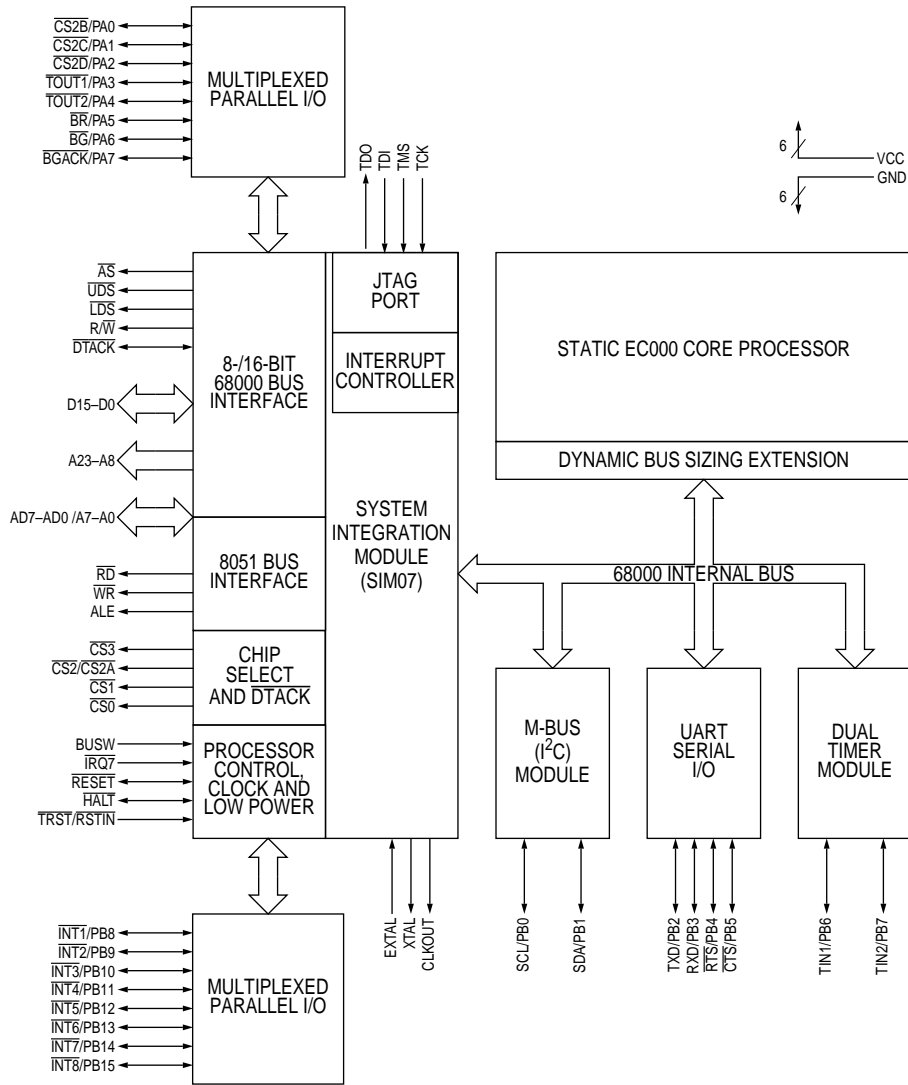 CS2B/PA0
CS2C/PA1
CS2D/PA2
TOUT1/PA3
TOUT2/PA4
BR/PA5
BG/PA6
BGACK/PA7
MULTIPLEXED
PARALLEL I/O
TDO
TDI
TMS
TCK
6
VCC
GND
6
AS
UDS
LDS
R/W
DTACK
D15–D0
A23–A8
AD7–AD0 /A7–A0
RD
WR
ALE
CS3
CS2/CS2A
CS1
CS0
BUSW
IRQ7
RESET
HALT
TRST/RSTIN
8-/16-BIT
68000 BUS
INTERFACE
8051 BUS
INTERFACE
CHIP
SELECT
AND DTACK
PROCESSOR
CONTROL,
CLOCK AND
LOW POWER
JTAG
PORT
INTERRUPT
CONTROLLER
SYSTEM
INTEGRATION
MODULE
(SIM07)
STATIC EC000 CORE PROCESSOR
DYNAMIC BUS SIZING EXTENSION
68000 INTERNAL BUS
M-BUS
(I²C)
MODULE
UART
SERIAL
I/O
DUAL
TIMER
MODULE
EXTAL
XTAL
CLKOUT
SCL/PB0
SDA/PB1
TXD/PB2
RXD/PB3
RTS/PB4
CTS/PB5
TIN1/PB6
TIN2/PB7
INT1/PB8
INT2/PB9
INT3/PB10
INT4/PB11
INT5/PB12
INT6/PB13
INT7/PB14
INT8/PB15
MULTIPLEXED
PARALLEL I/O